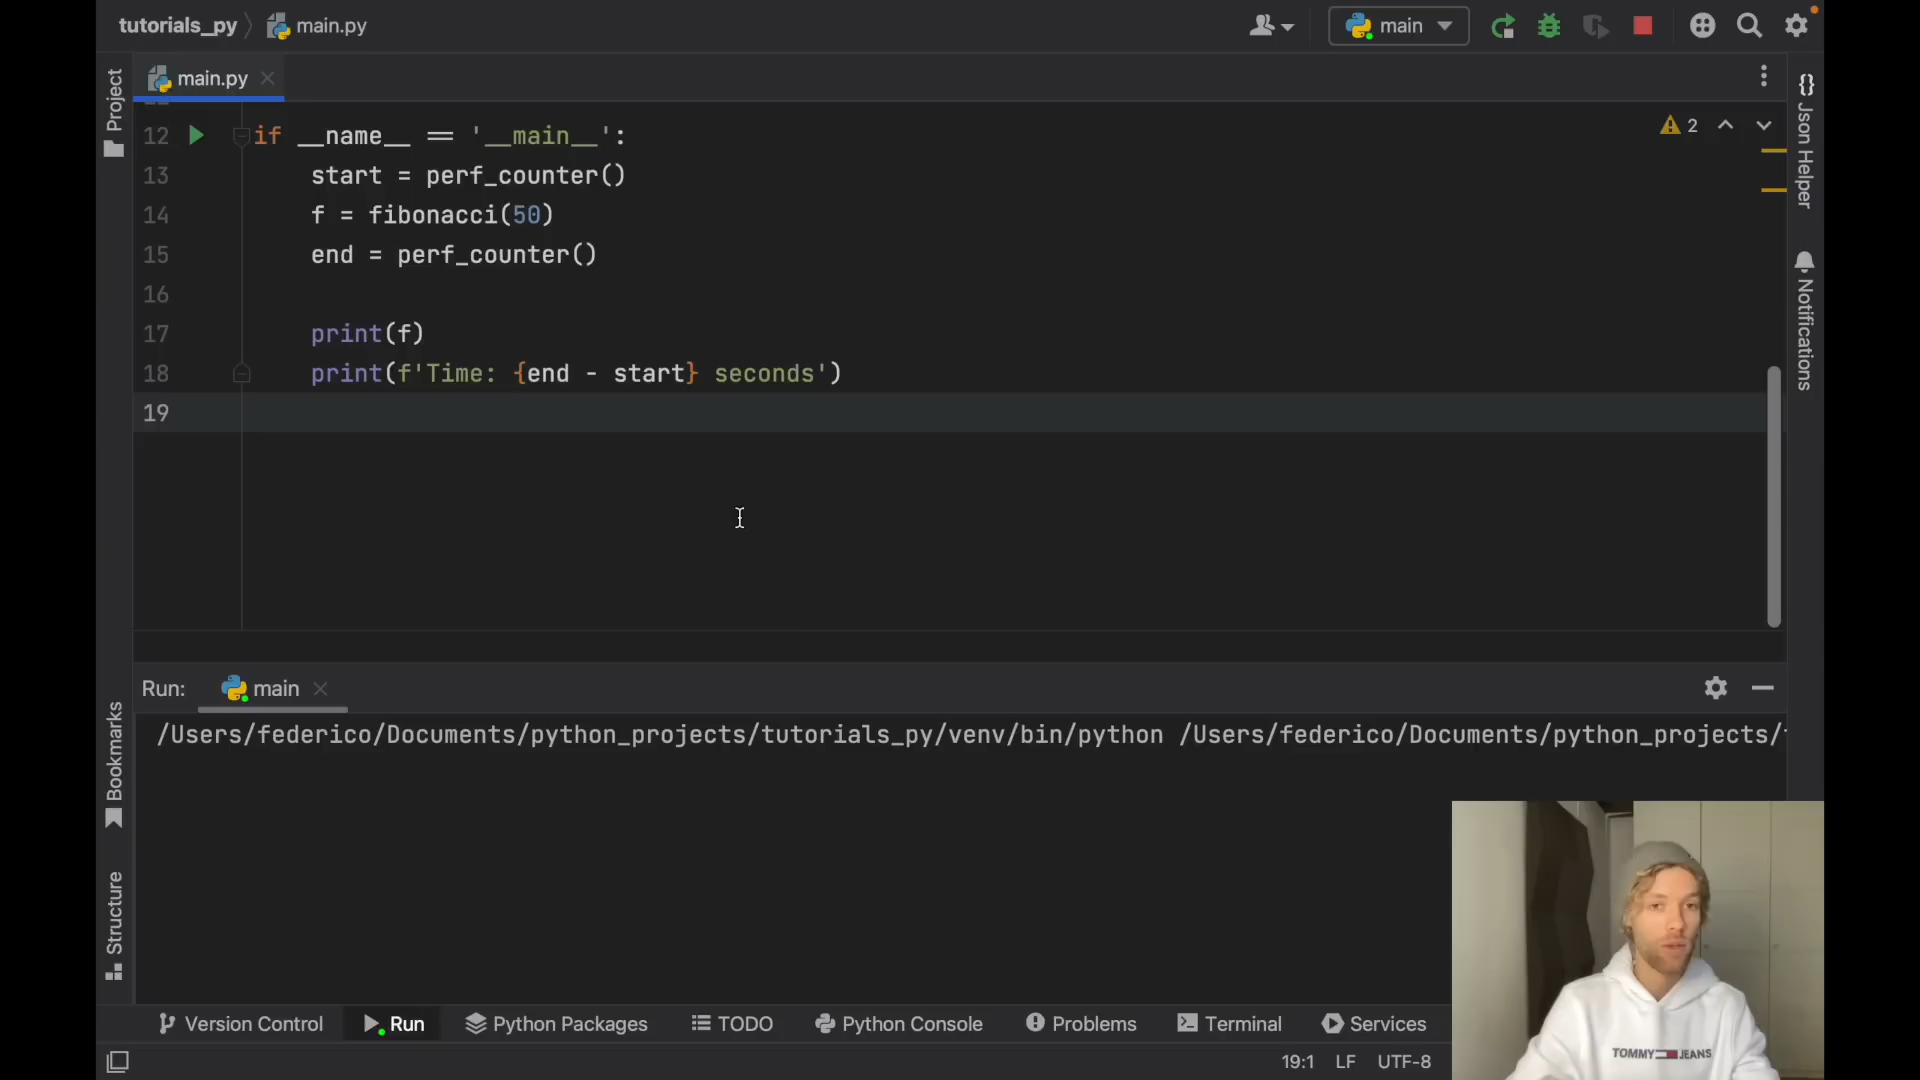 tutorials_py
main.py
main
main.py
Project
12 if __name__ == '__main__':
13 start = perf_counter()
14 f = fibonacci(50)
15 end = perf_counter()
16
17 print(f)
18 print(f'Time: {end - start} seconds')
19
2
{} Json Helper
Notifications
Run: main
/Users/federico/Documents/python_projects/tutorials_py/venv/bin/python /Users/federico/Documents/python_projects/
Bookmarks
Structure
Version Control Run Python Packages TODO Python Console Problems Terminal Services
19:1 LF UTF-8
TOMMY JEANS